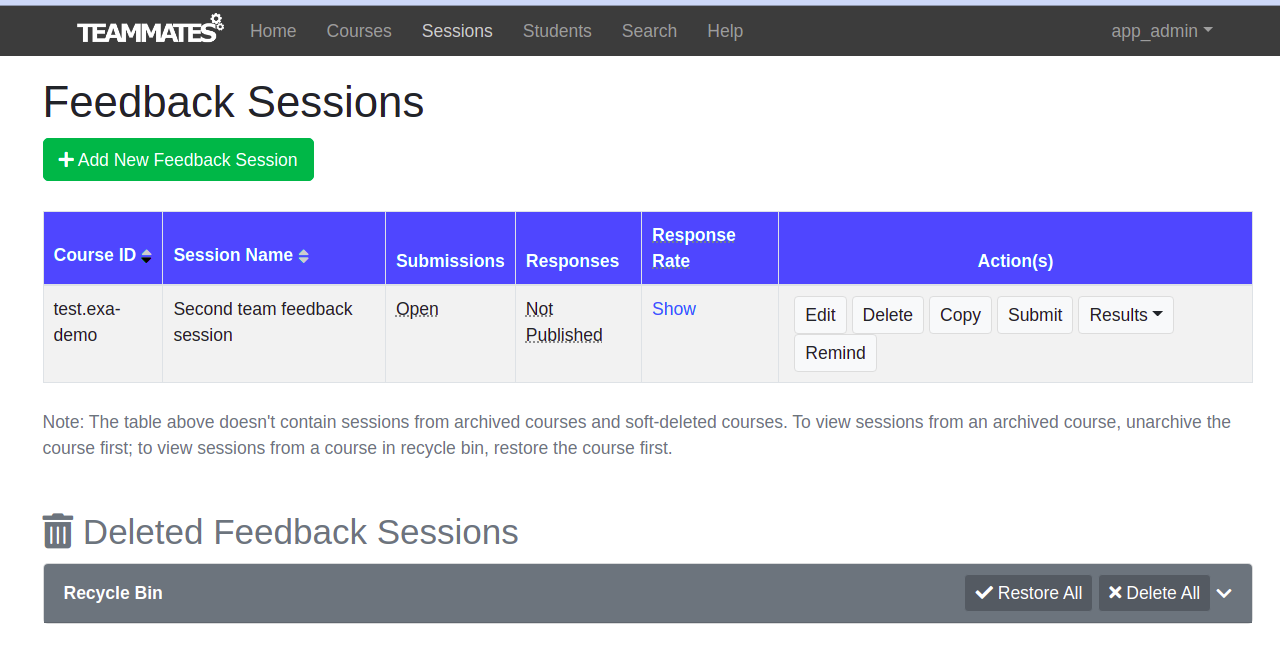 TEAMMATES Home Courses Sessions Students Search Help app_admin
Feedback Sessions
Add New Feedback Session
Course ID Session Name Submissions Responses Response Rate Action(s)
test.exa-demo Second team feedback session Open Not Published Show Edit Delete Copy Submit Results
Remind
Note: The table above doesn't contain sessions from archived courses and soft-deleted courses. To view sessions from an archived course, unarchive the
course first; to view sessions from a course in recycle bin, restore the course first.
Deleted Feedback Sessions
Recycle Bin Restore All Delete All